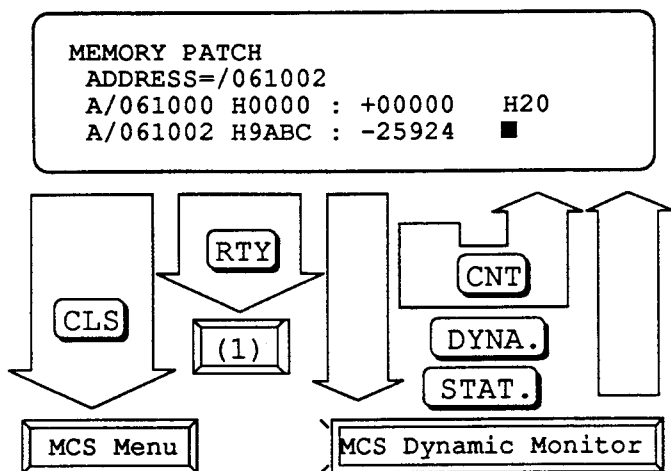 MEMORY PATCH
ADDRESS=/061002
A/061000 H0000 : +00000 H20
A/061002 H9ABC : -25924
RTY
CNT
CLS
(1)
DYNA.
STAT.
MCS Menu
MCS Dynamic Monitor